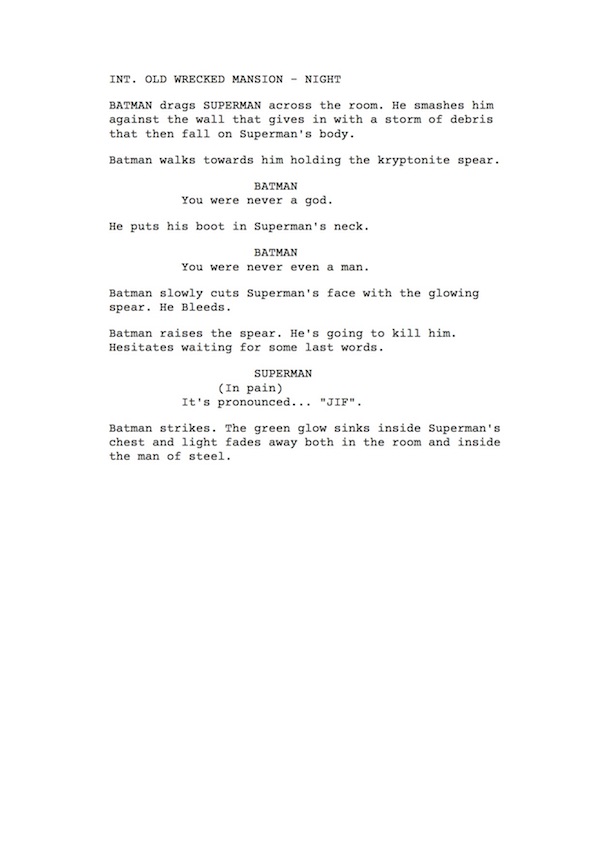 INT. OLD WRECKED MANSION - NIGHT
BATMAN drags SUPERMAN across the room. He smashes him
against the wall that gives in with a storm of debris
that then fall on Superman's body.
Batman walks towards him holding the kryptonite spear.
BATMAN
You were never a god.
He puts his boot in Superman's neck.
BATMAN
You were never even a man.
Batman slowly cuts Superman's face with the glowing
spear. He Bleeds.
Batman raises the spear. He's going to kill him.
Hesitates waiting for some last words.
SUPERMAN
(In pain)
It's pronounced... "JIF".
Batman strikes. The green glow sinks inside Superman's
chest and light fades away both in the room and inside
the man of steel.